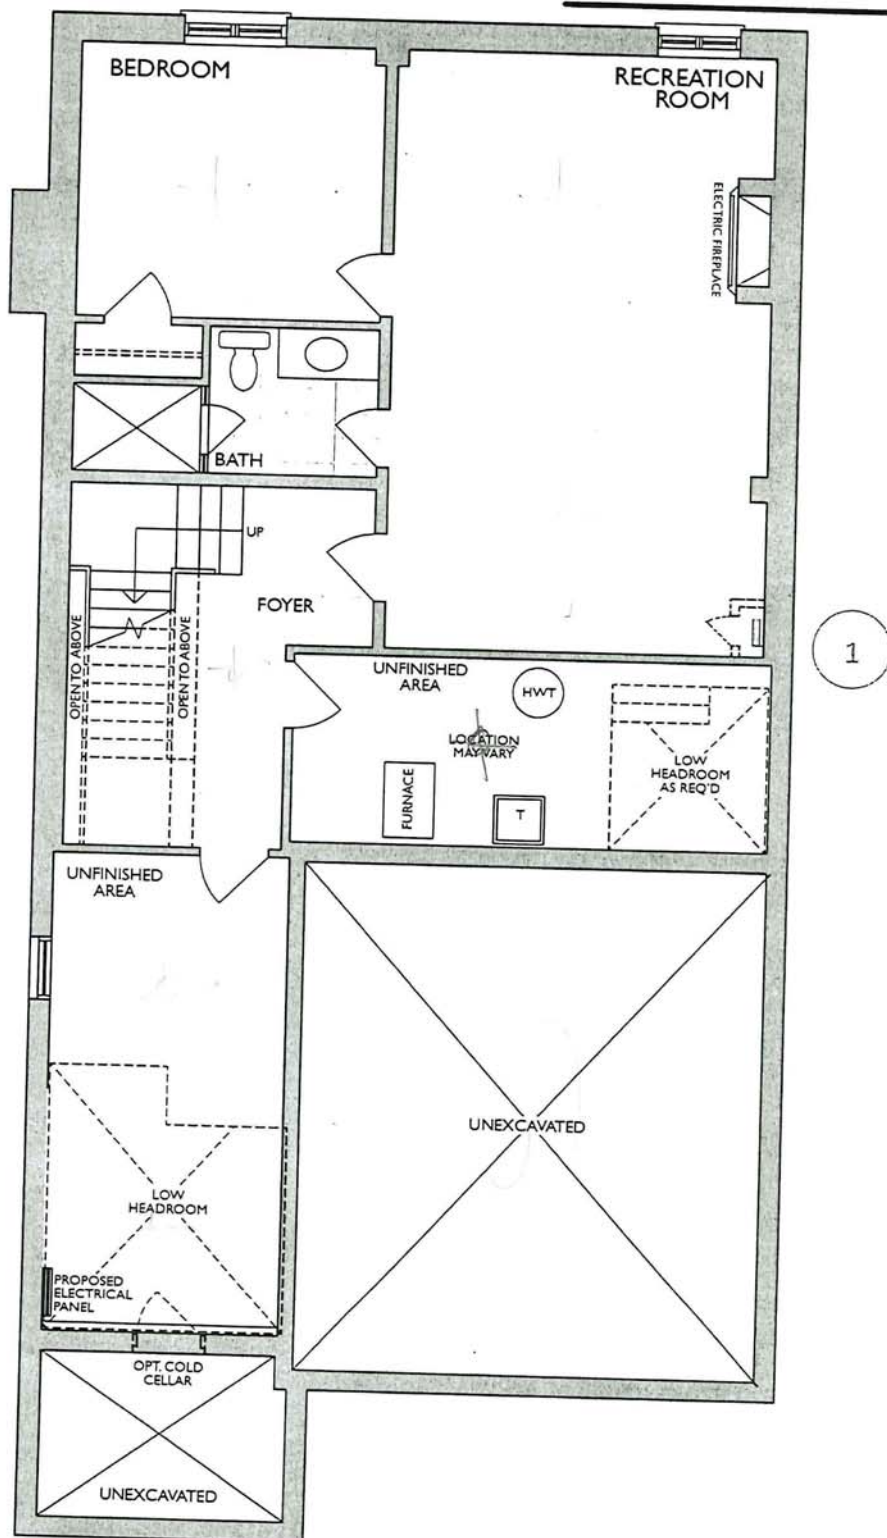 BEDROOM
RECREATION
ROOM
ELECTRIC FIREPLACE
BATH
UP
FOYER
OPEN TO ABOVE
OPEN TO ABOVE
UNFINISHED
AREA
HWT
LOCATION
MAY VARY
FURNACE
T
LOW
HEADROOM
AS REQ'D
1
UNFINISHED
AREA
UNEXCAVATED
LOW
HEADROOM
PROPOSED
ELECTRICAL
PANEL
OPT. COLD
CELLAR
UNEXCAVATED